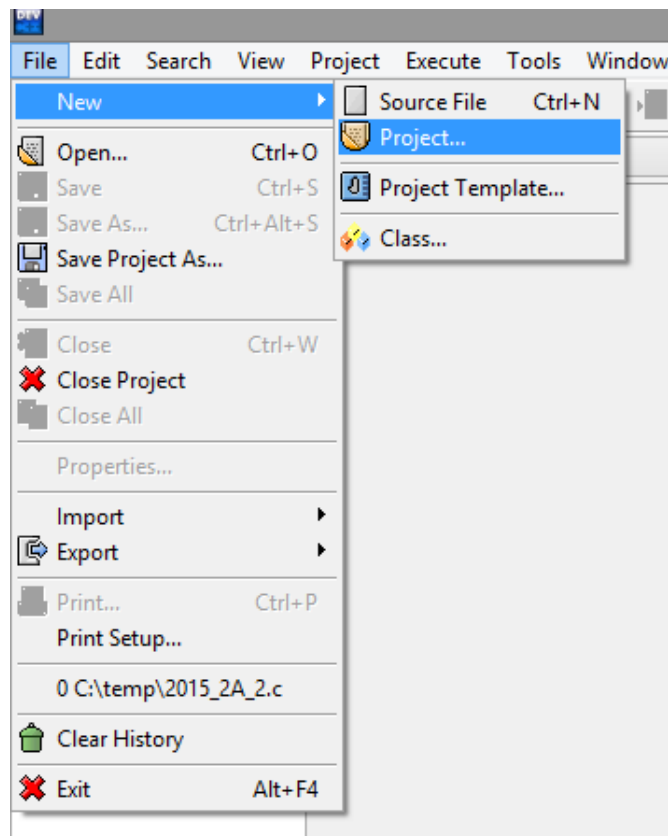 DEV
File Edit Search View Project Execute Tools Window
New
Source File Ctrl+N
Project...
Project Template...
Class...
Open... Ctrl+O
Save Ctrl+S
Save As... Ctrl+Alt+S
Save Project As...
Save All
Close Ctrl+W
Close Project
Close All
Properties...
Import
Export
Print... Ctrl+P
Print Setup...
0 C:\temp\2015_2A_2.c
Clear History
Exit Alt+F4